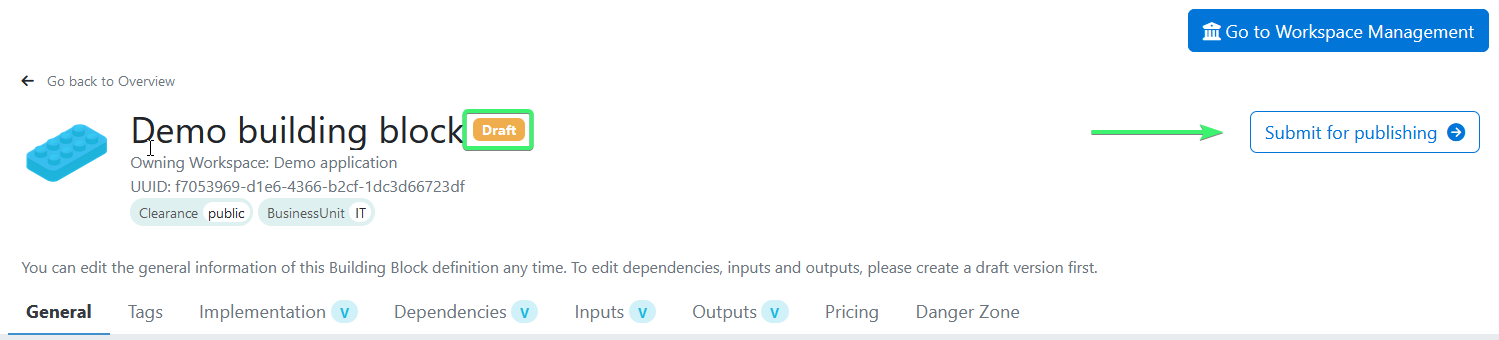 Go to Workspace Management
Go back to Overview
Demo building block Draft
Submit for publishing
Owning Workspace: Demo application
UUID: f7053969-d1e6-4366-b2cf-1dc3d66723df
Clearance public BusinessUnit IT
You can edit the general information of this Building Block definition any time. To edit dependencies, inputs and outputs, please create a draft version first.
General Tags Implementation V Dependencies V Inputs V Outputs V Pricing Danger Zone